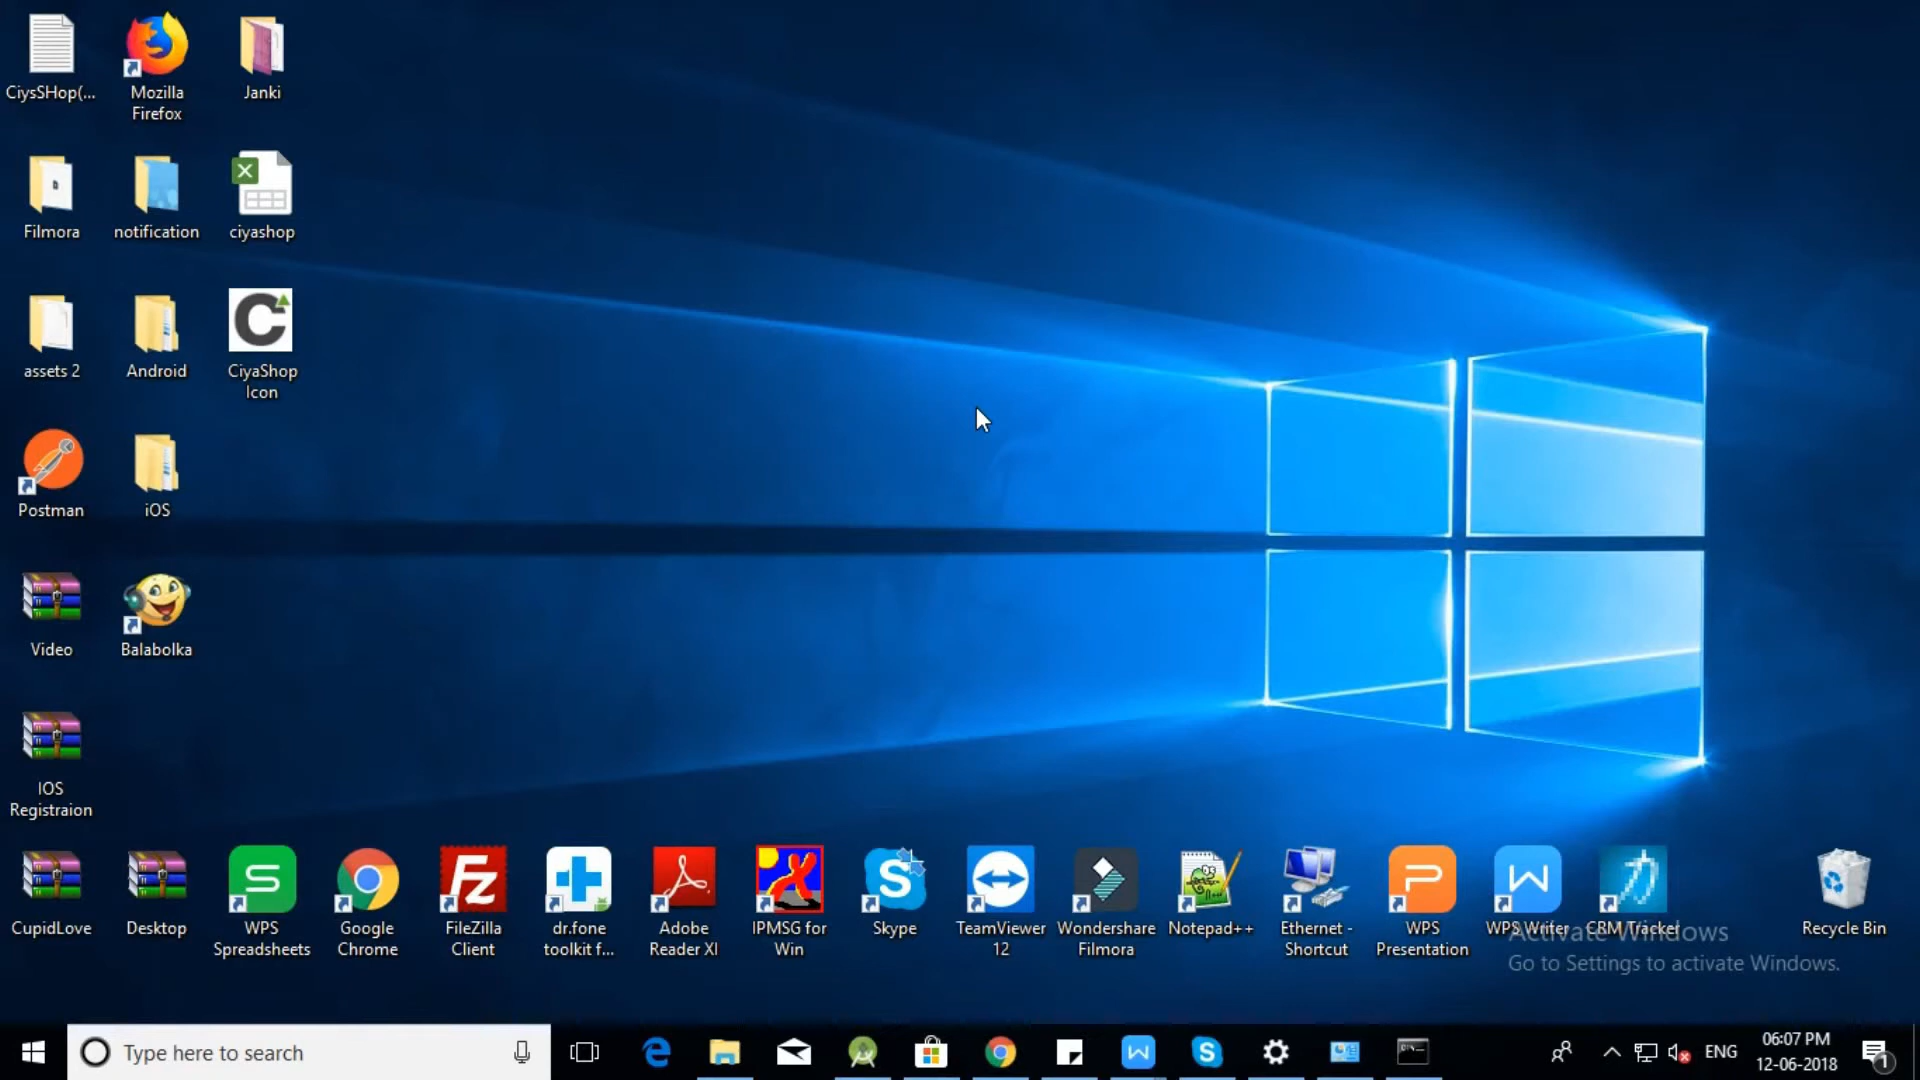 CiysSHop(...
Mozilla
Firefox
Janki
Filmora
notification
ciyashop
assets 2
Android
CiyaShop
Icon
Postman
iOS
Video
Balabolka
IOS
Registraion
CupidLove
Desktop
WPS
Spreadsheets
Google
Chrome
FileZilla
Client
dr.fone
toolkit f...
Adobe
Reader XI
IPMSG for
Win
Skype
TeamViewer
12
Wondershare
Filmora
Notepad++
Ethernet -
Shortcut
WPS
Presentation
WPS Writer
CRM Tracker
Recycle Bin
Activate Windows
Go to Settings to activate Windows.
Type here to search
ENG
06:07 PM
12-06-2018
1